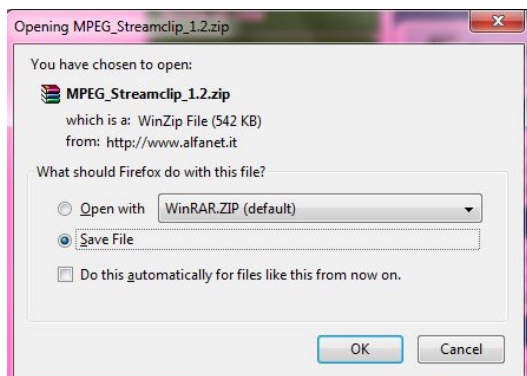 Opening MPEG_Streamclip_1.2.zip
You have chosen to open:
MPEG_Streamclip_1.2.zip
which is a: WinZip File (542 KB)
from: http://www.alfanet.it
What should Firefox do with this file?
Open with WinRAR.ZIP (default)
Save File
Do this automatically for files like this from now on.
OK Cancel